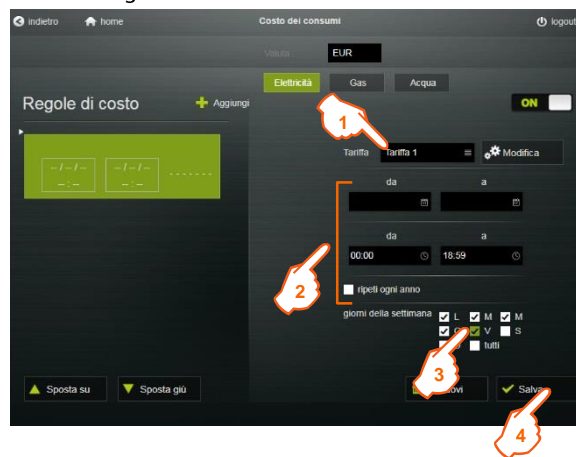 indietro home Costo dei consumi logout
Valuta EUR
Elettricità Gas Acqua
Regole di costo Aggiungi
ON
1
Tariffa Tariffa 1 Modifica
--/--/-- --/--/-- -------
--:-- --:--
da a
da a
00:00 18:59
2
ripeti ogni anno
giorni della settimana L M M
V S
tutti
3
Sposta su Sposta giù Salva
4